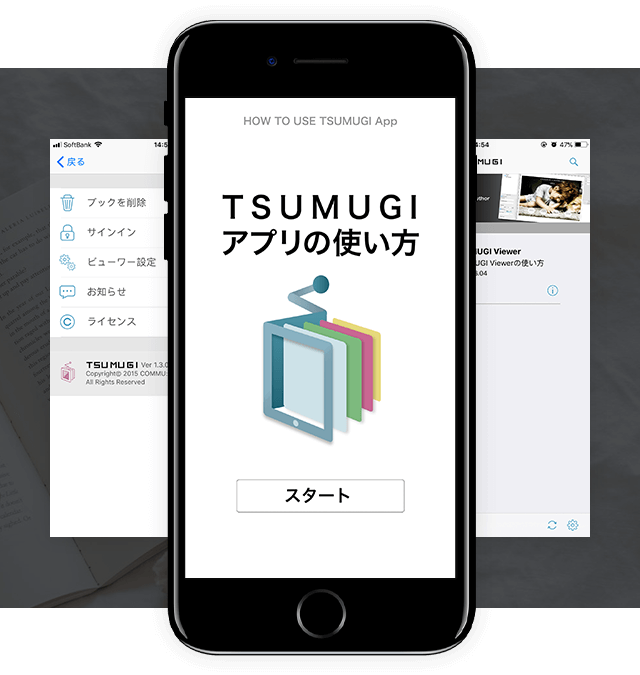 HOW TO USE TSUMUGI App
TSUMUGI
アプリの使い方
スタート
SoftBank
14:5
戻る
ブックを削除
サインイン
ビューワー設定
お知らせ
ライセンス
TSUMUGI Ver 1.3.0
Copyright© 2015 COMMU
All Rights Reserved
:54
47%
MUGI
uthor
UGI Viewer
UGI Viewerの使い方
.04